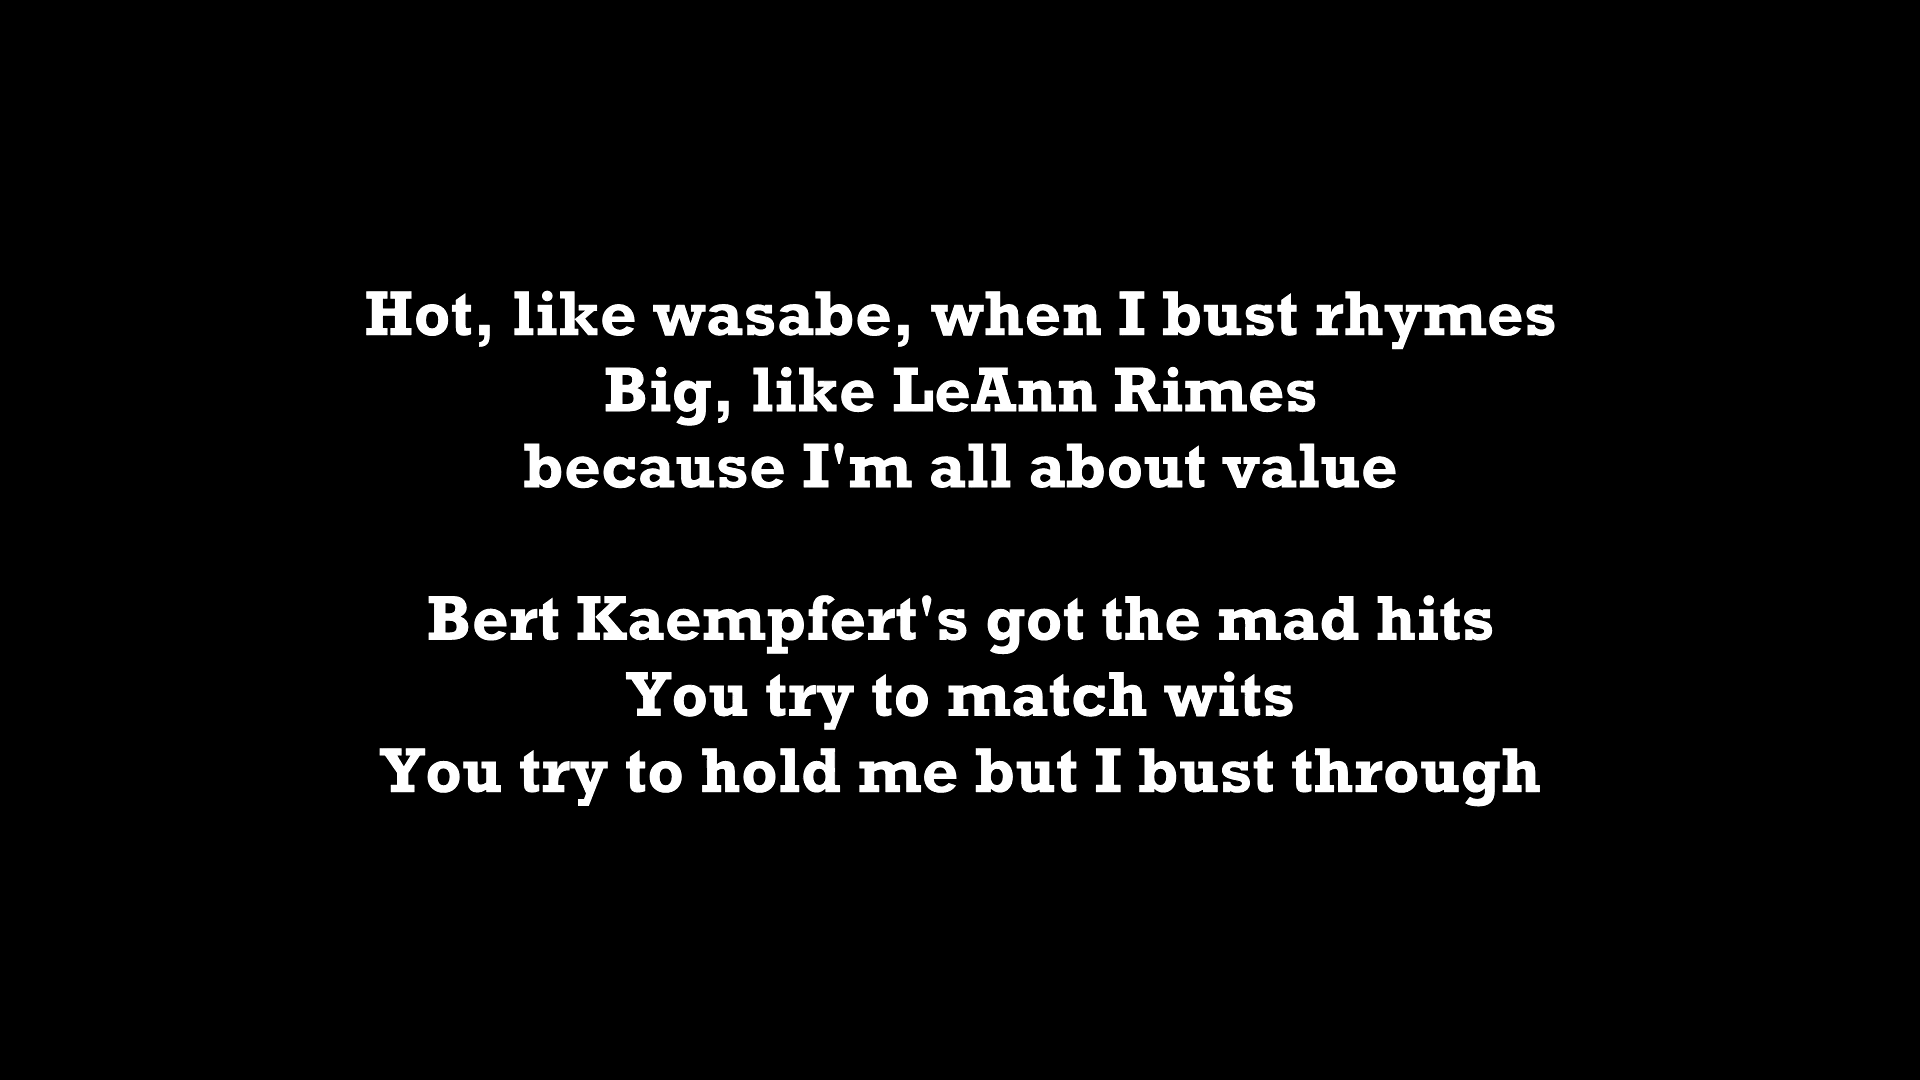 Hot, like wasabe, when I bust rhymes
Big, like LeAnn Rimes
because I'm all about value
Bert Kaempfert's got the mad hits
You try to match wits
You try to hold me but I bust through